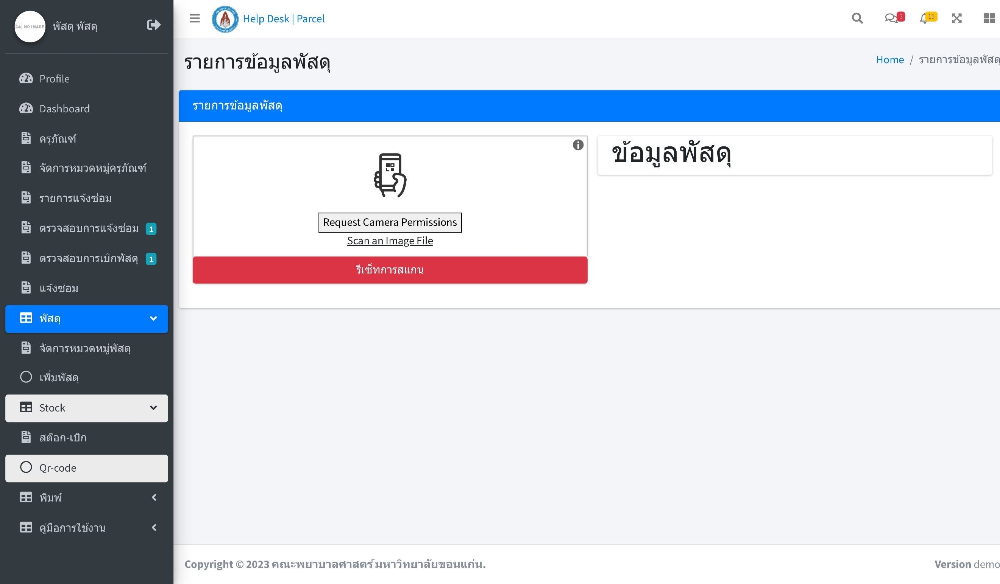 NO IMAGE
พัสดุ พัสดุ
Profile
Dashboard
ครุภัณฑ์
จัดการหมวดหมู่ครุภัณฑ์
รายการแจ้งซ่อม
ตรวจสอบการแจ้งซ่อม 1
ตรวจสอบการเบิกพัสดุ 1
แจ้งซ่อม
พัสดุ
จัดการหมวดหมู่พัสดุ
เพิ่มพัสดุ
Stock
สต๊อก-เบิก
Qr-code
พิมพ์
คู่มือการใช้งาน
Help Desk | Parcel
3
15
รายการข้อมูลพัสดุ
Home / รายการข้อมูลพัสดุ
รายการข้อมูลพัสดุ
Request Camera Permissions
Scan an Image File
รีเซ็ทการสแกน
ข้อมูลพัสดุ
Copyright © 2023 คณะพยาบาลศาสตร์ มหาวิทยาลัยขอนแก่น.
Version demo